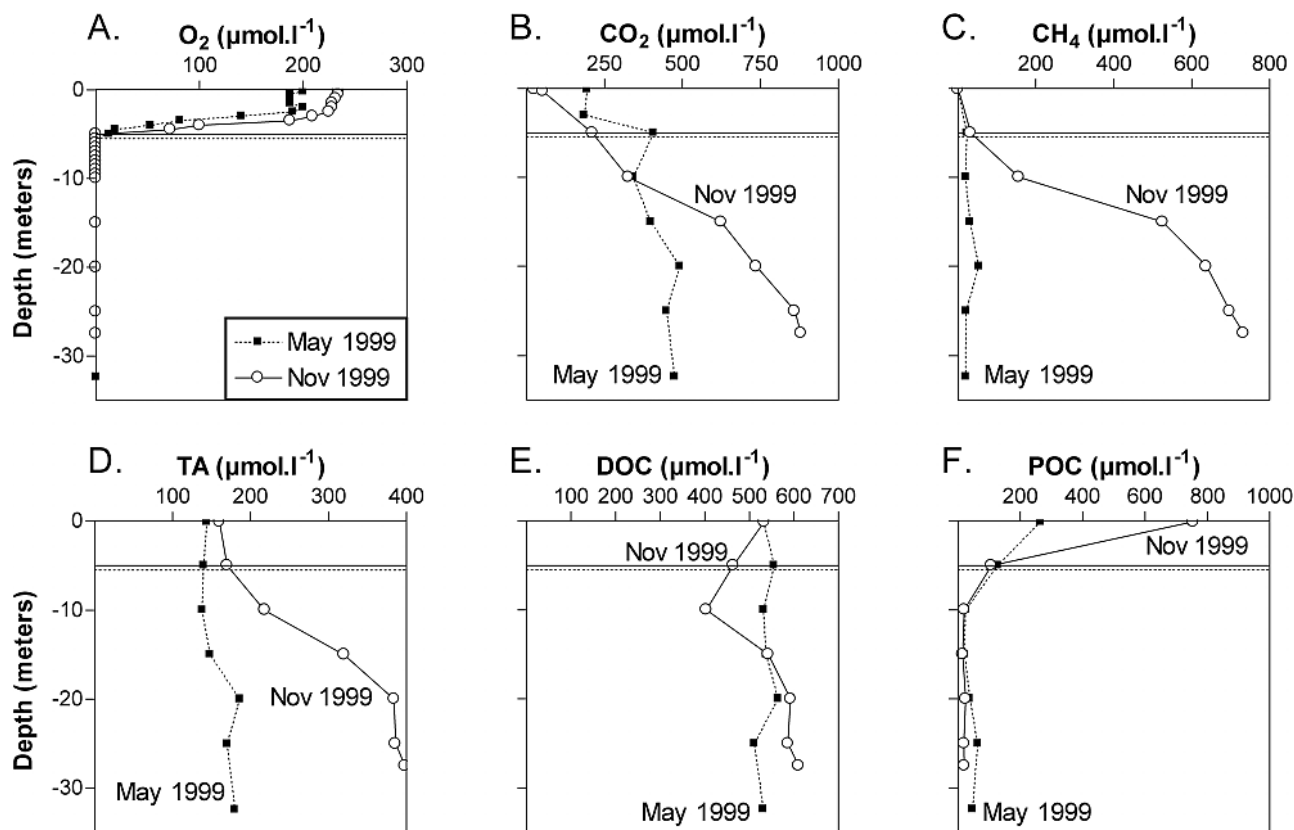 A. O₂ (µmol.l⁻¹)
100 200 300
0
-10
-20
-30
Depth (meters)
May 1999
Nov 1999
B. CO₂ (µmol.l⁻¹)
250 500 750 1000
Nov 1999
May 1999
C. CH₄ (µmol.l⁻¹)
200 400 600 800
Nov 1999
May 1999
D. TA (µmol.l⁻¹)
100 200 300 400
0
-10
-20
-30
Depth (meters)
Nov 1999
May 1999
E. DOC (µmol.l⁻¹)
100 200 300 400 500 600 700
Nov 1999
May 1999
F. POC (µmol.l⁻¹)
200 400 600 800 1000
Nov 1999
May 1999